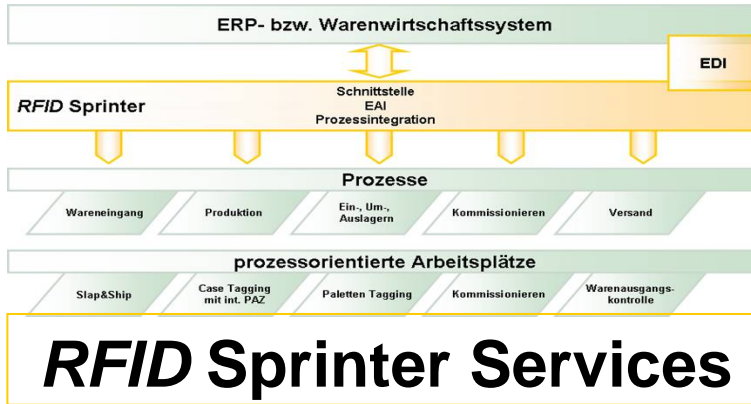 ERP- bzw. Warenwirtschaftssystem
EDI
RFID Sprinter
Schnittstelle
EAI
Prozessintegration
Prozesse
Wareneingang
Produktion
Ein-, Um-,
Auslagern
Kommissionieren
Versand
prozessorientierte Arbeitsplätze
Slap&Ship
Case Tagging
mit int. PAZ
Paletten Tagging
Kommissionieren
Warenausgangs-
kontrolle
RFID Sprinter Services